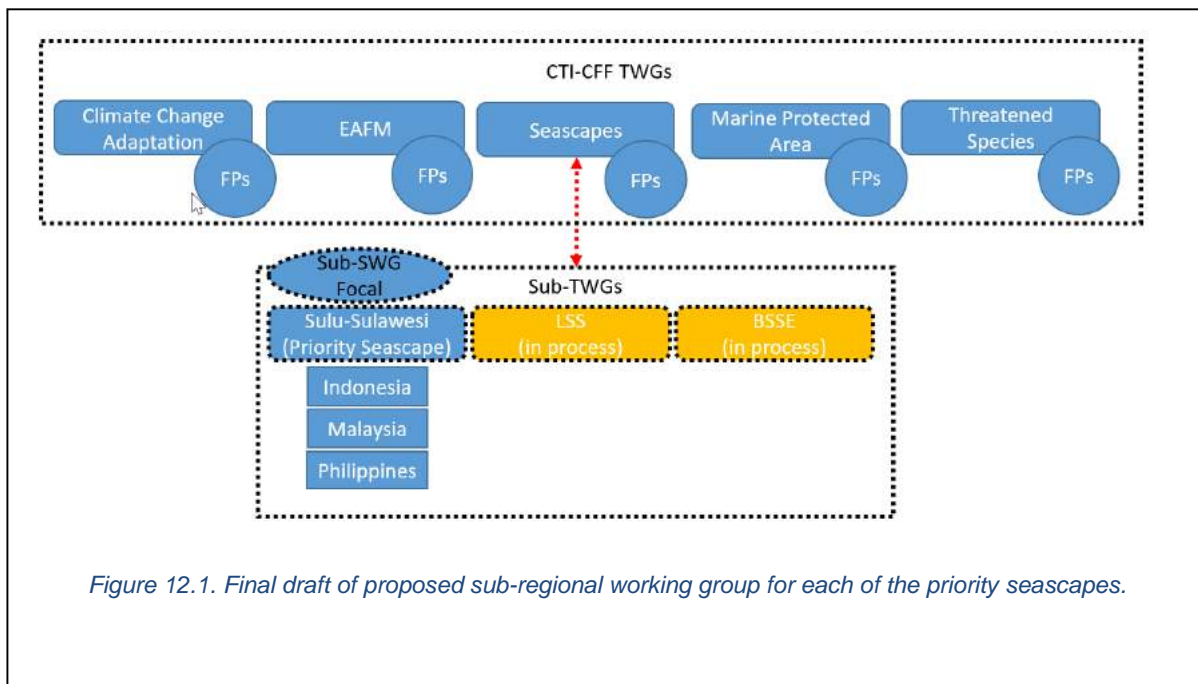 CTI-CFF TWGs
Climate Change
Adaptation
FPs
EAFM
FPs
Seascapes
FPs
Marine Protected
Area
FPs
Threatened
Species
FPs
Sub-SWG
Focal
Sub-TWGs
Sulu-Sulawesi
(Priority Seascape)
LSS
(in process)
BSSE
(in process)
Indonesia
Malaysia
Philippines
Figure 12.1. Final draft of proposed sub-regional working group for each of the priority seascapes.